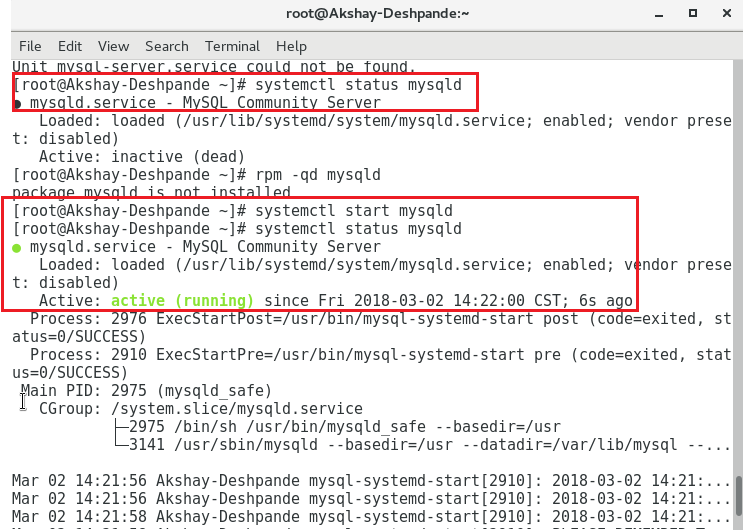 root@Akshay-Deshpande:~
File Edit View Search Terminal Help
Unit mysql-server.service could not be found.
[root@Akshay-Deshpande ~]# systemctl status mysqld
● mysqld.service - MySQL Community Server
   Loaded: loaded (/usr/lib/systemd/system/mysqld.service; enabled; vendor prese
t: disabled)
   Active: inactive (dead)
[root@Akshay-Deshpande ~]# rpm -qd mysqld
package mysqld is not installed
[root@Akshay-Deshpande ~]# systemctl start mysqld
[root@Akshay-Deshpande ~]# systemctl status mysqld
● mysqld.service - MySQL Community Server
   Loaded: loaded (/usr/lib/systemd/system/mysqld.service; enabled; vendor prese
t: disabled)
   Active: active (running) since Fri 2018-03-02 14:22:00 CST; 6s ago
  Process: 2976 ExecStartPost=/usr/bin/mysql-systemd-start post (code=exited, st
atus=0/SUCCESS)
  Process: 2910 ExecStartPre=/usr/bin/mysql-systemd-start pre (code=exited, stat
us=0/SUCCESS)
 Main PID: 2975 (mysqld_safe)
   CGroup: /system.slice/mysqld.service
           ├─2975 /bin/sh /usr/bin/mysqld_safe --basedir=/usr
           └─3141 /usr/sbin/mysqld --basedir=/usr --datadir=/var/lib/mysql --...
Mar 02 14:21:56 Akshay-Deshpande mysql-systemd-start[2910]: 2018-03-02 14:21:...
Mar 02 14:21:56 Akshay-Deshpande mysql-systemd-start[2910]: 2018-03-02 14:21:...
Mar 02 14:21:58 Akshay-Deshpande mysql-systemd-start[2910]: 2018-03-02 14:21:...